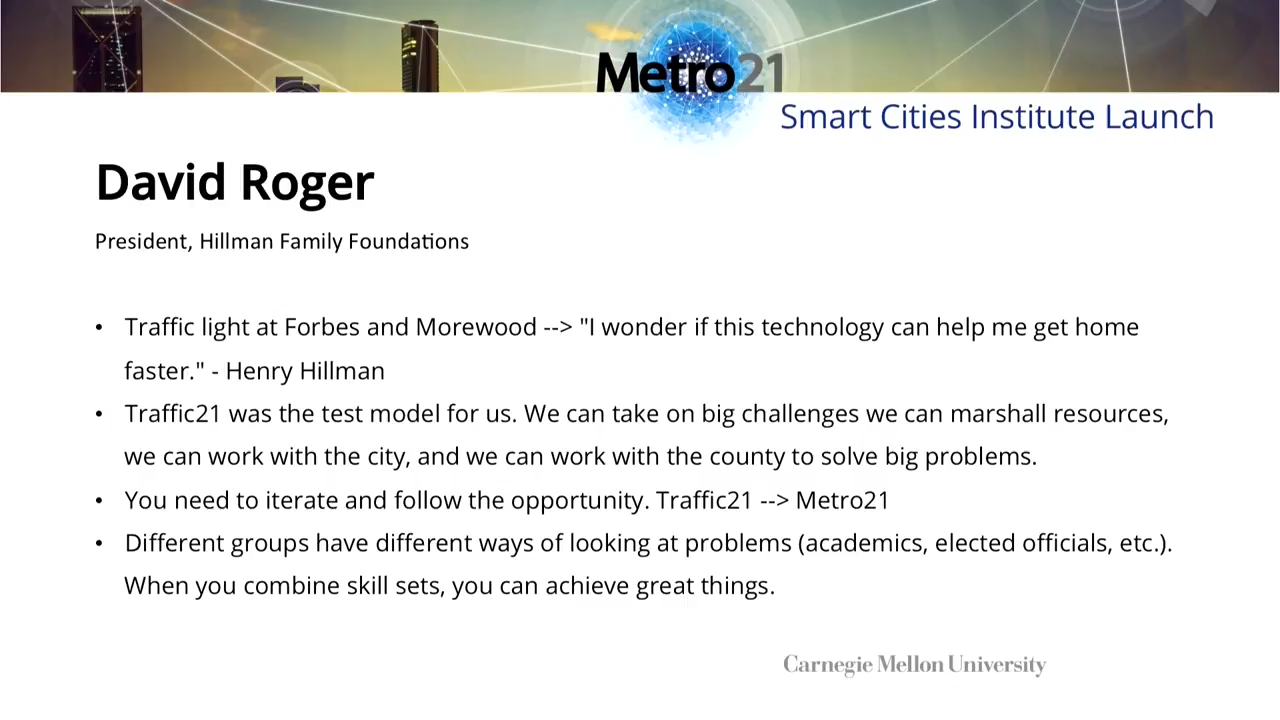 Metro21
Smart Cities Institute Launch
David Roger
President, Hillman Family Foundations
• Traffic light at Forbes and Morewood --> "I wonder if this technology can help me get home
faster." - Henry Hillman
• Traffic21 was the test model for us. We can take on big challenges we can marshall resources,
we can work with the city, and we can work with the county to solve big problems.
• You need to iterate and follow the opportunity. Traffic21 --> Metro21
• Different groups have different ways of looking at problems (academics, elected officials, etc.).
When you combine skill sets, you can achieve great things.
Carnegie Mellon University